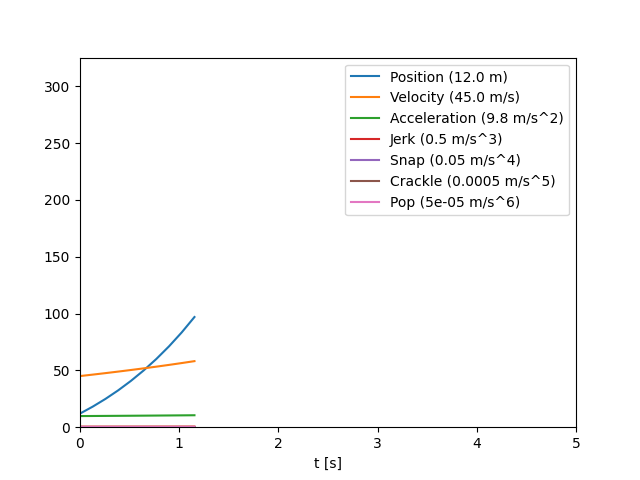 300
250
200
150
100
50
0
Position (12.0 m)
Velocity (45.0 m/s)
Acceleration (9.8 m/s^2)
Jerk (0.5 m/s^3)
Snap (0.05 m/s^4)
Crackle (0.0005 m/s^5)
Pop (5e-05 m/s^6)
0 1 2 3 4 5
t [s]